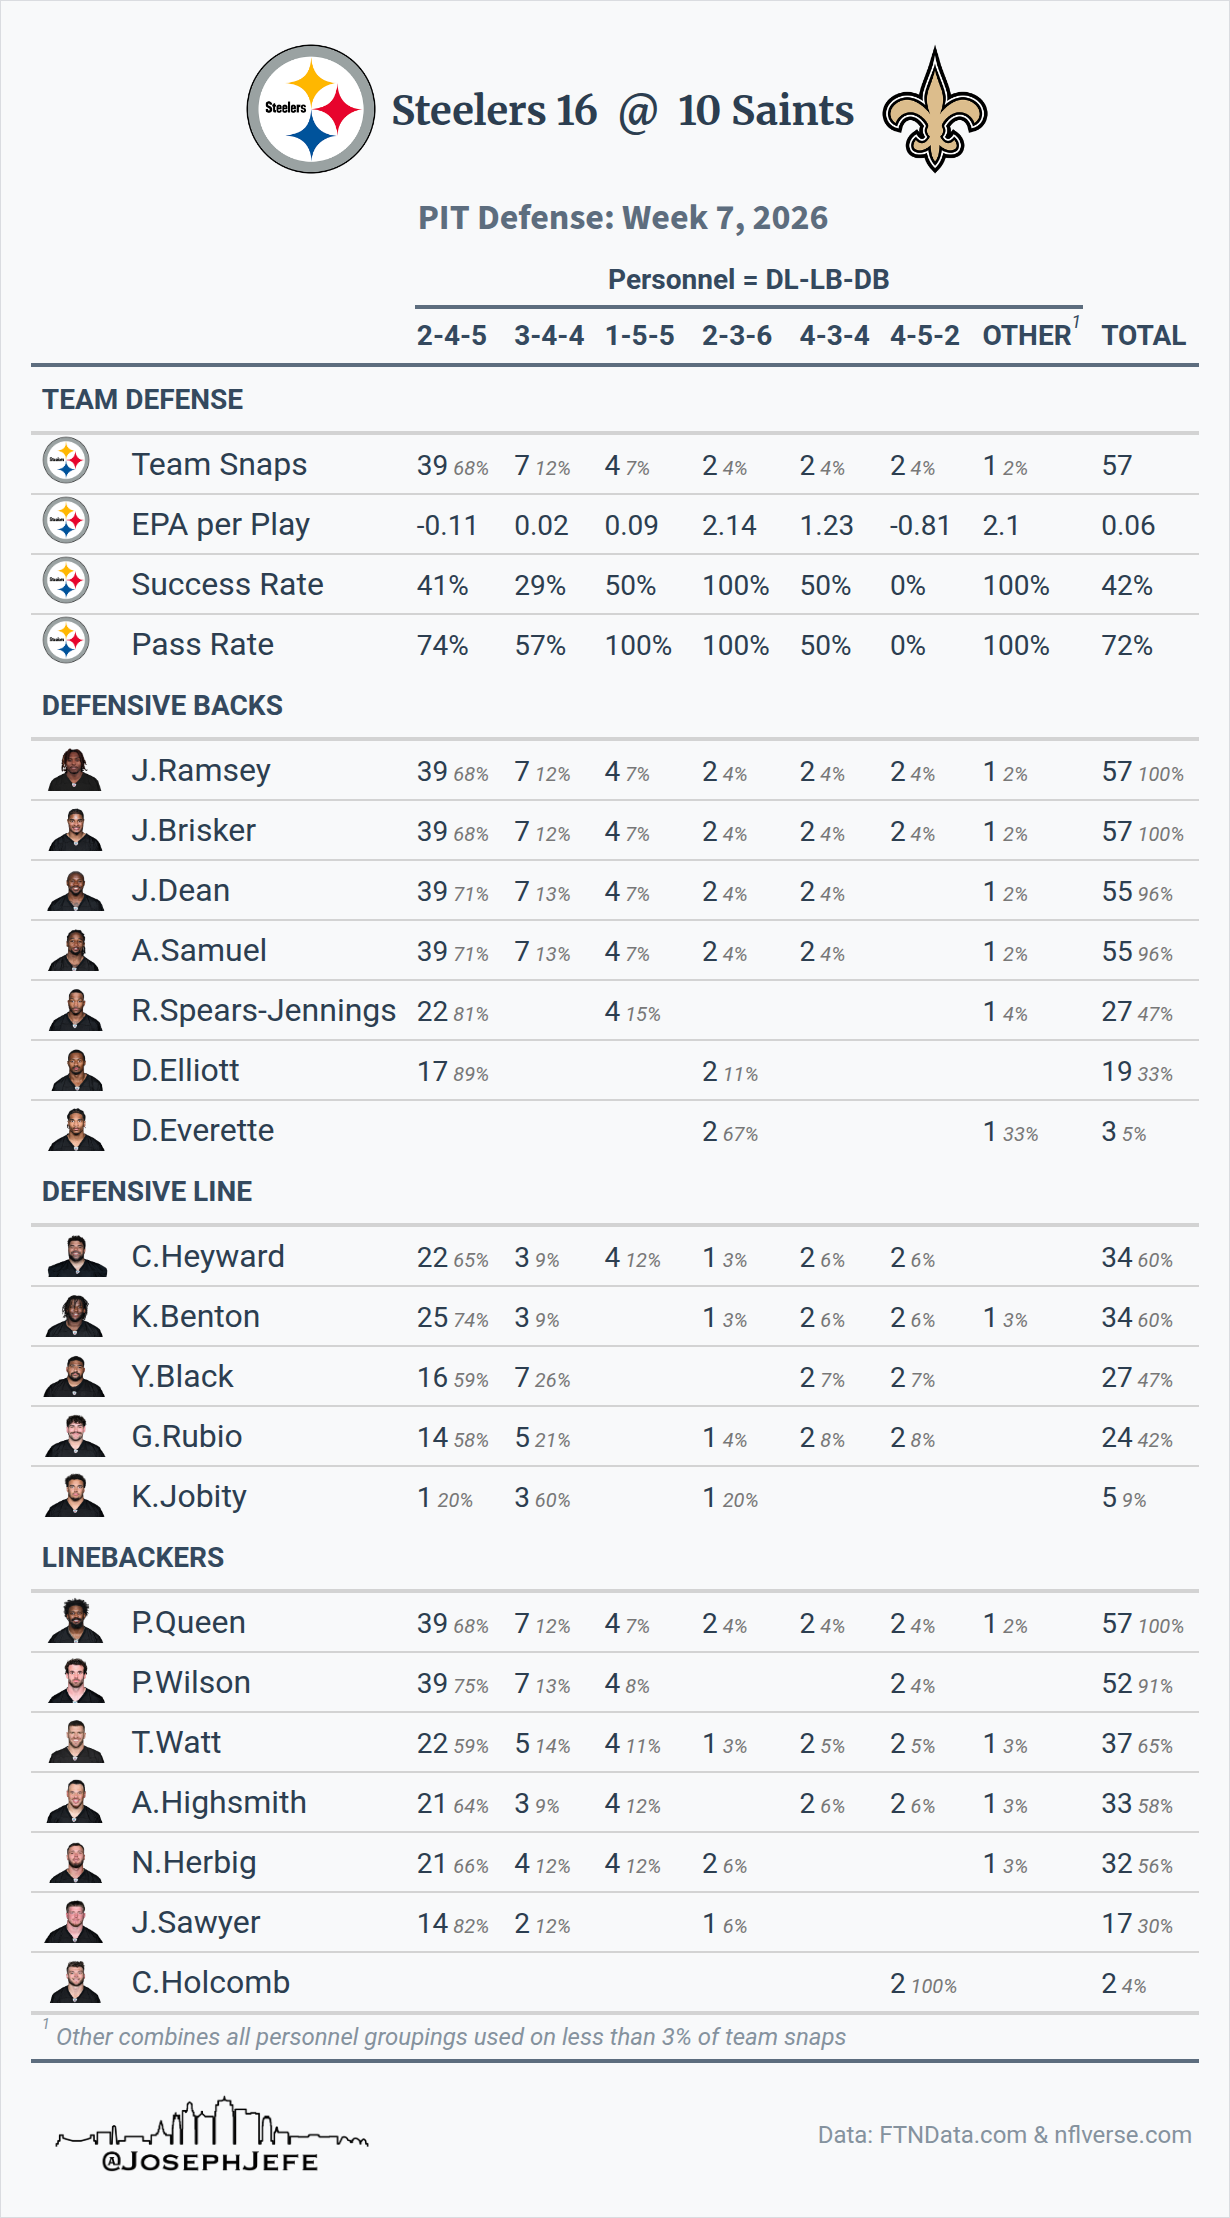 Steelers
Steelers 16 @ 10 Saints
PIT Defense: Week 7, 2026
Personnel = DL-LB-DB
2-4-5 3-4-4 1-5-5 2-3-6 4-3-4 4-5-2 OTHER1 TOTAL
TEAM DEFENSE
Team Snaps 39 68% 7 12% 4 7% 2 4% 2 4% 2 4% 1 2% 57
EPA per Play -0.11 0.02 0.09 2.14 1.23 -0.81 2.1 0.06
Success Rate 41% 29% 50% 100% 50% 0% 100% 42%
Pass Rate 74% 57% 100% 100% 50% 0% 100% 72%
DEFENSIVE BACKS
J.Ramsey 39 68% 7 12% 4 7% 2 4% 2 4% 2 4% 1 2% 57 100%
J.Brisker 39 68% 7 12% 4 7% 2 4% 2 4% 2 4% 1 2% 57 100%
J.Dean 39 71% 7 13% 4 7% 2 4% 2 4% 1 2% 55 96%
A.Samuel 39 71% 7 13% 4 7% 2 4% 2 4% 1 2% 55 96%
R.Spears-Jennings 22 81% 4 15% 1 4% 27 47%
D.Elliott 17 89% 2 11% 19 33%
D.Everette 2 67% 1 33% 3 5%
DEFENSIVE LINE
C.Heyward 22 65% 3 9% 4 12% 1 3% 2 6% 2 6% 34 60%
K.Benton 25 74% 3 9% 1 3% 2 6% 2 6% 1 3% 34 60%
Y.Black 16 59% 7 26% 2 7% 2 7% 27 47%
G.Rubio 14 58% 5 21% 1 4% 2 8% 2 8% 24 42%
K.Jobity 1 20% 3 60% 1 20% 5 9%
LINEBACKERS
P.Queen 39 68% 7 12% 4 7% 2 4% 2 4% 2 4% 1 2% 57 100%
P.Wilson 39 75% 7 13% 4 8% 2 4% 52 91%
T.Watt 22 59% 5 14% 4 11% 1 3% 2 5% 2 5% 1 3% 37 65%
A.Highsmith 21 64% 3 9% 4 12% 2 6% 2 6% 1 3% 33 58%
N.Herbig 21 66% 4 12% 4 12% 2 6% 1 3% 32 56%
J.Sawyer 14 82% 2 12% 1 6% 17 30%
C.Holcomb 2 100% 2 4%
1 Other combines all personnel groupings used on less than 3% of team snaps
@JOSEPHJEFE
Data: FTNData.com & nflverse.com